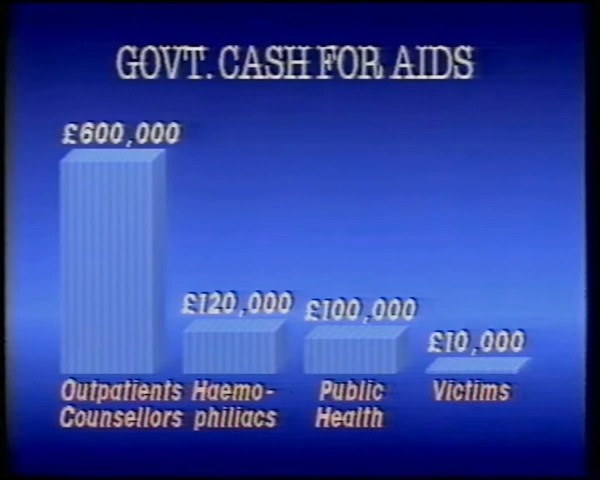 GOVT. CASH FOR AIDS
£600,000
£120,000
£100,000
£10,000
Outpatients
Counsellors
Haemo-
philiacs
Public
Health
Victims